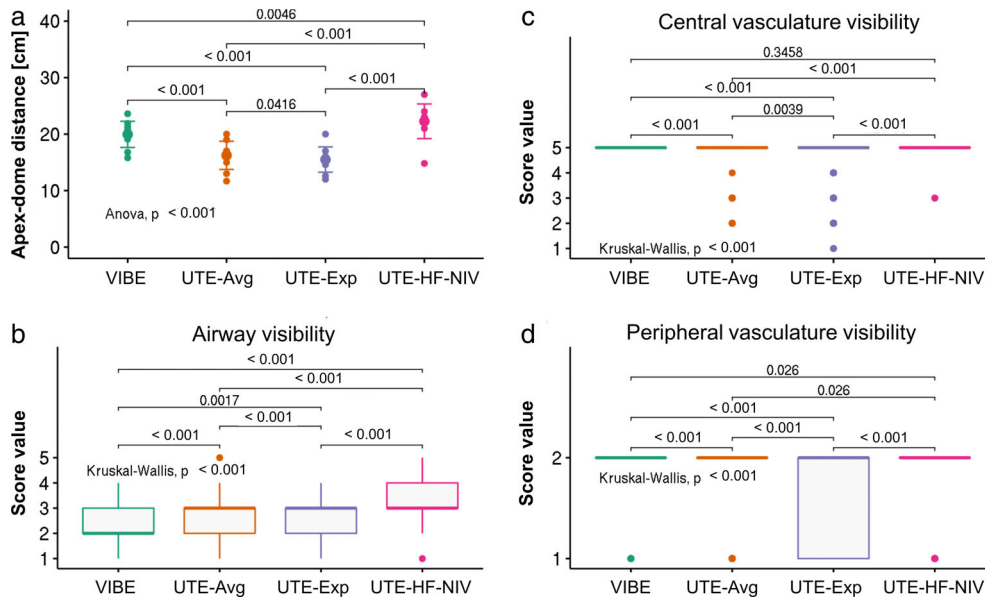 a
Apex-dome distance [cm]
40
30
20
10
0
0.0046
< 0.001
< 0.001
< 0.001
< 0.001
0.0416
Anova, p < 0.001
VIBE UTE-Avg UTE-Exp UTE-HF-NIV
b
Airway visibility
Score value
5
4
3
2
1
< 0.001
< 0.001
0.0017
< 0.001
< 0.001
< 0.001
Kruskal-Wallis, p < 0.001
VIBE UTE-Avg UTE-Exp UTE-HF-NIV
c
Central vasculature visibility
Score value
5
4
3
2
1
0.3458
< 0.001
< 0.001
0.0039
< 0.001
< 0.001
Kruskal-Wallis, p < 0.001
VIBE UTE-Avg UTE-Exp UTE-HF-NIV
d
Peripheral vasculature visibility
Score value
2
1
0.026
0.026
< 0.001
< 0.001
< 0.001
< 0.001
Kruskal-Wallis, p < 0.001
VIBE UTE-Avg UTE-Exp UTE-HF-NIV